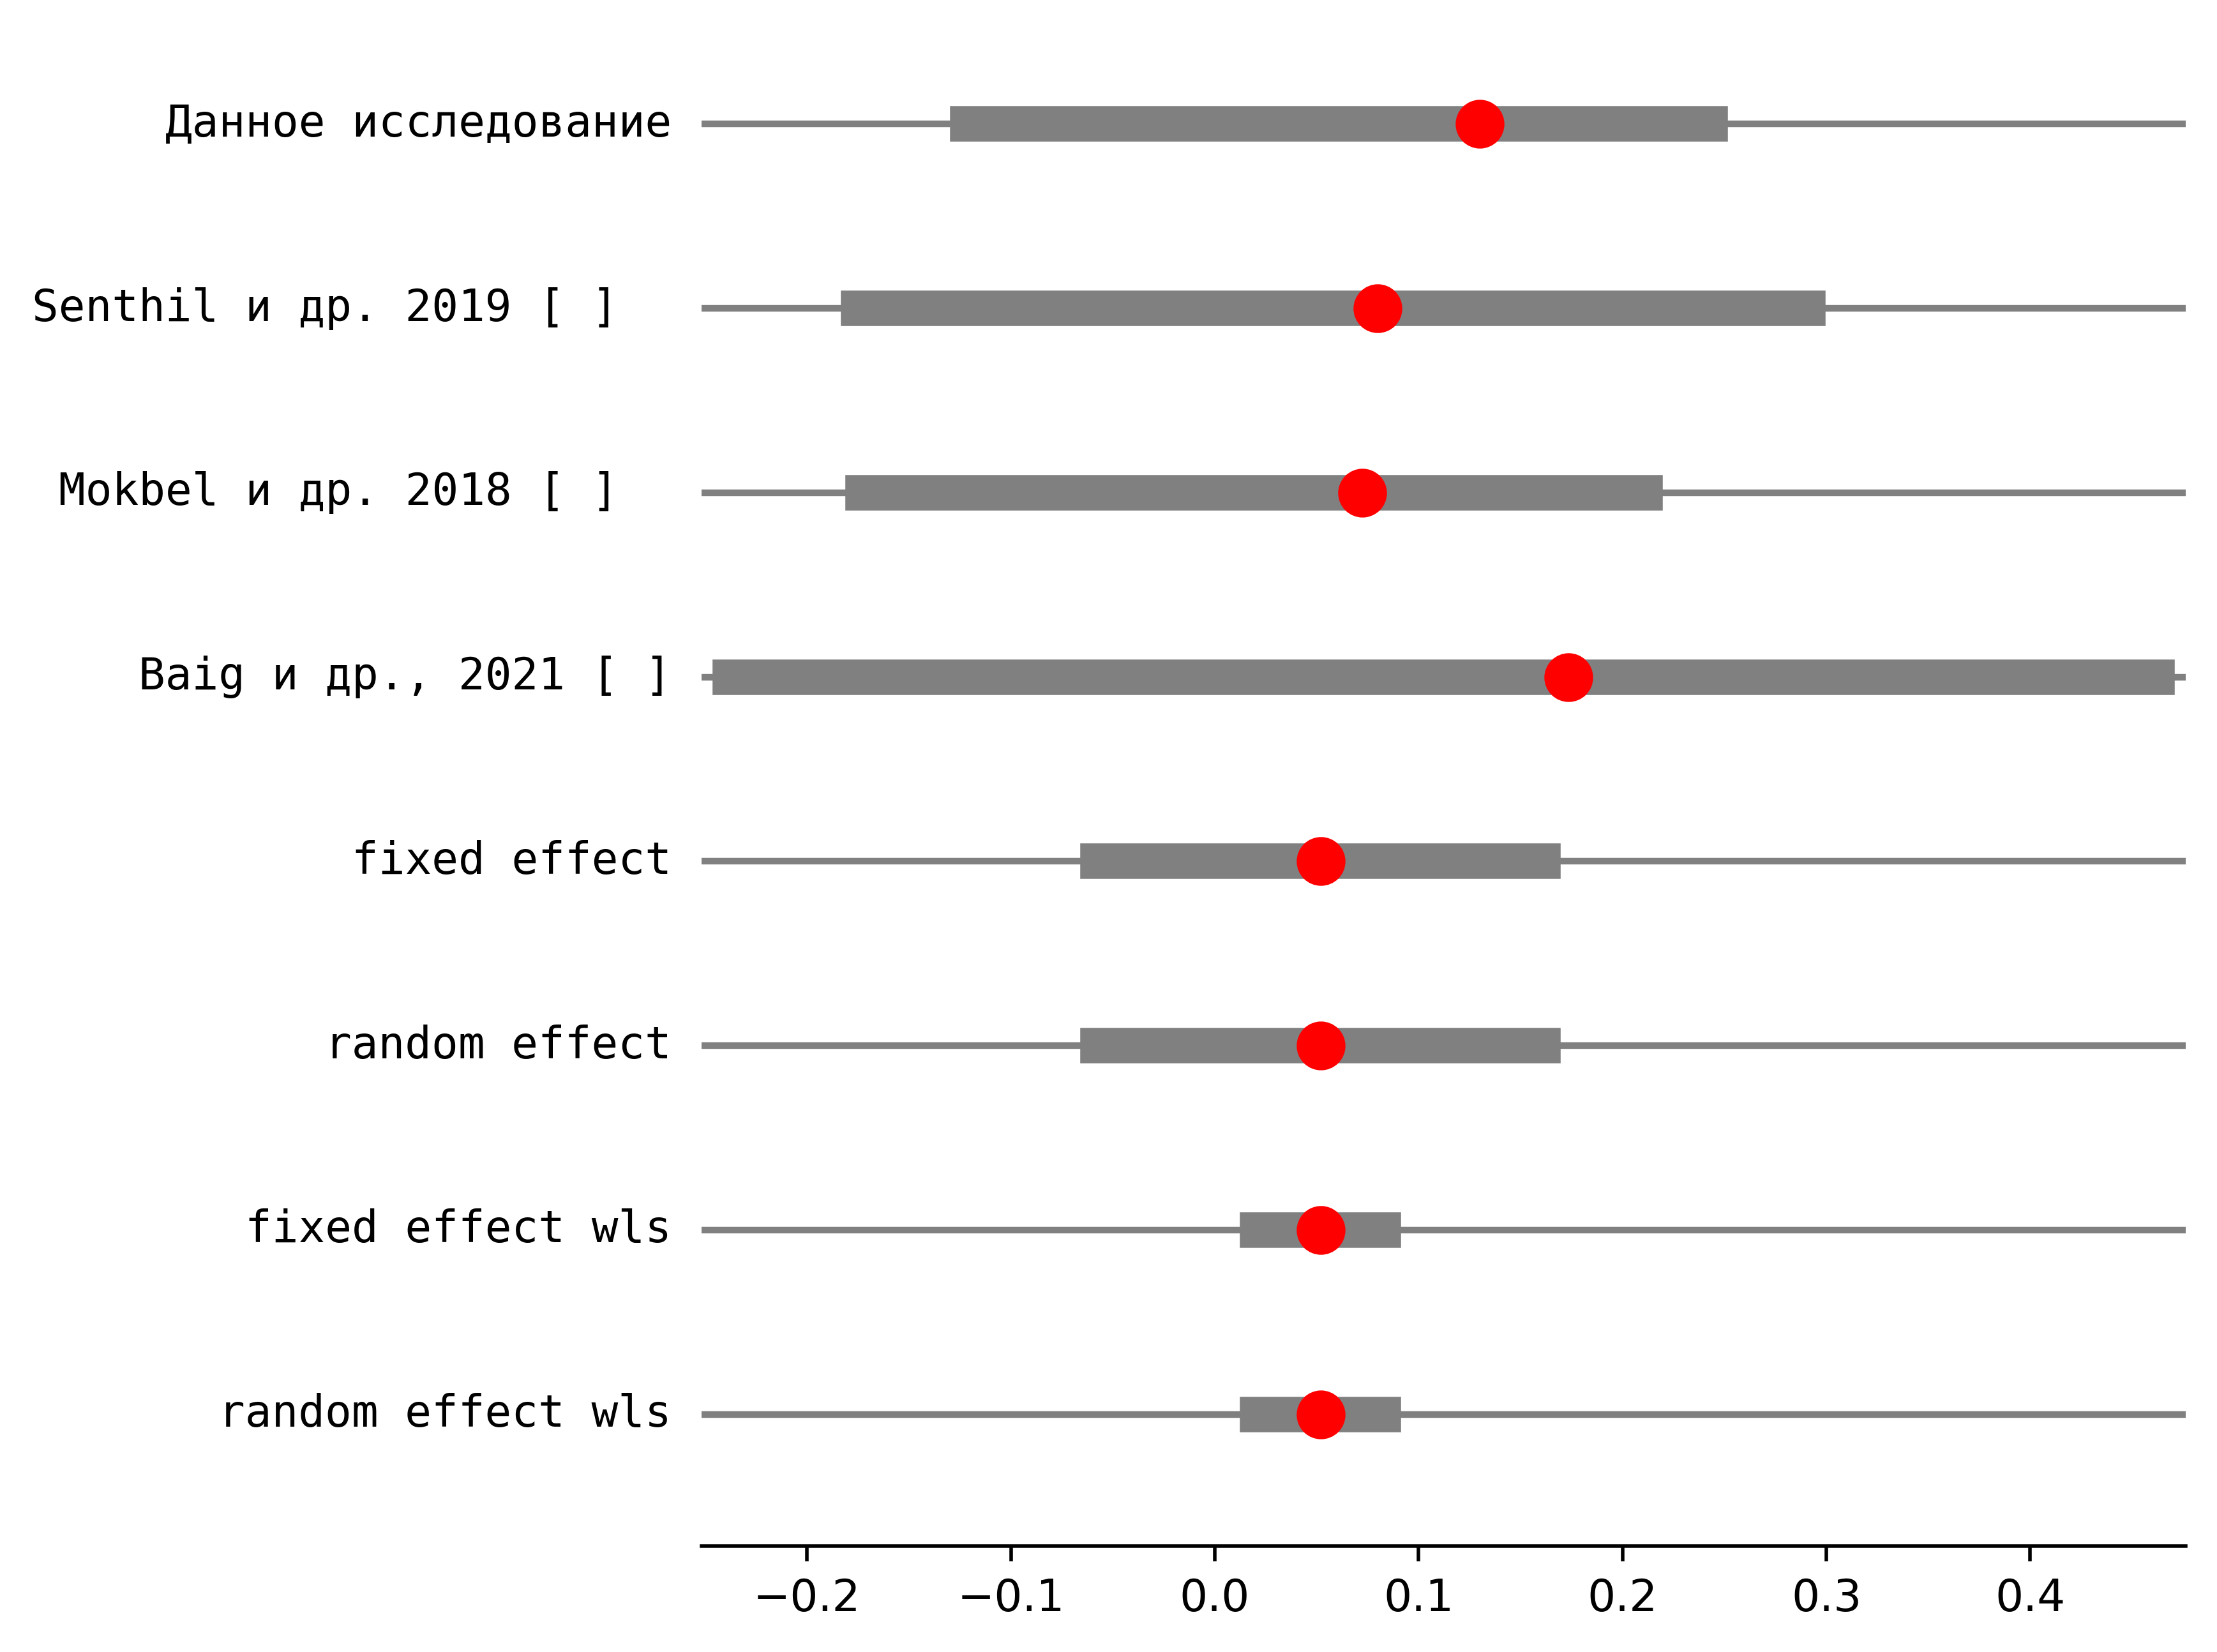 Данное исследование
Senthil и др. 2019 [ ]
Mokbel и др. 2018 [ ]
Baig и др., 2021 [ ]
fixed effect
random effect
fixed effect wls
random effect wls
−0.2 −0.1 0.0 0.1 0.2 0.3 0.4